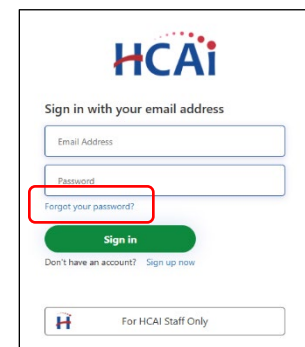 HCAi
Sign in with your email address
Email Address
Password
Forgot your password?
Sign in
Don't have an account? Sign up now
H For HCAI Staff Only